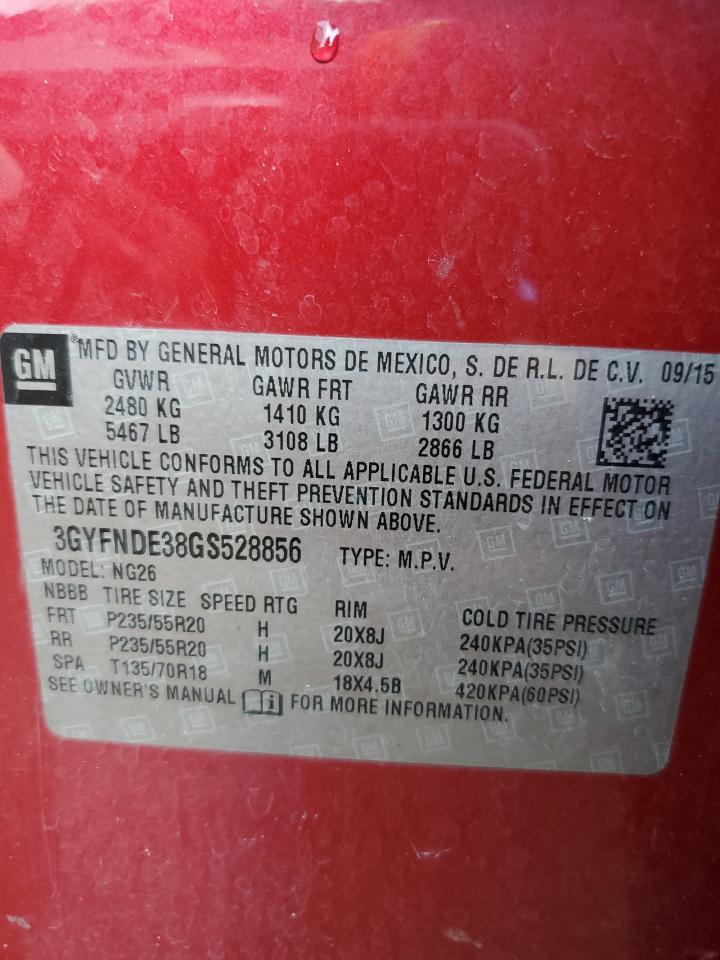 GM ® MFD BY GENERAL MOTORS DE MEXICO, S. DE R.L. DE C.V. 09/15
GVWR GAWR FRT GAWR RR
2480 KG 1410 KG 1300 KG
5467 LB 3108 LB 2866 LB
THIS VEHICLE CONFORMS TO ALL APPLICABLE U.S. FEDERAL MOTOR
VEHICLE SAFETY AND THEFT PREVENTION STANDARDS IN EFFECT ON
THE DATE OF MANUFACTURE SHOWN ABOVE.
3GYFNDE38GS528856 TYPE: M.P.V.
MODEL: NG26
NBBB TIRE SIZE SPEED RTG RIM COLD TIRE PRESSURE
FRT P235/55R20 H 20X8J 240KPA(35PSI)
RR P235/55R20 H 20X8J 240KPA(35PSI)
SPA T135/70R18 M 18X4.5B 420KPA(60PSI)
SEE OWNER'S MANUAL i FOR MORE INFORMATION.